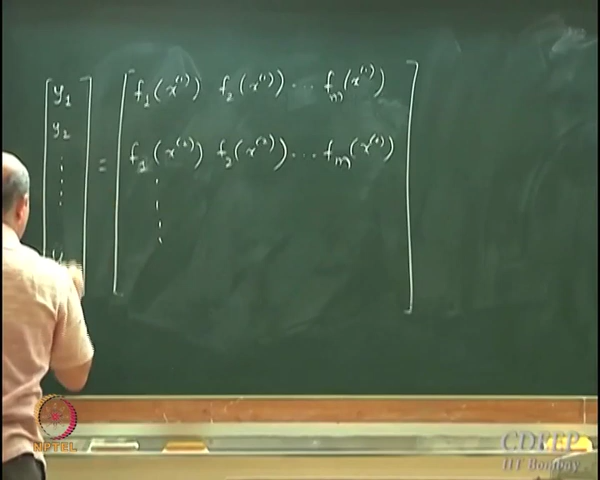 y₁ f₁(x⁽¹⁾) f₂(x⁽¹⁾) ... fₘ(x⁽¹⁾)
y₂ = f₁(x⁽²⁾) f₂(x⁽²⁾) ... fₘ(x⁽²⁾)
NPTEL
CDEEP
IIT Bombay